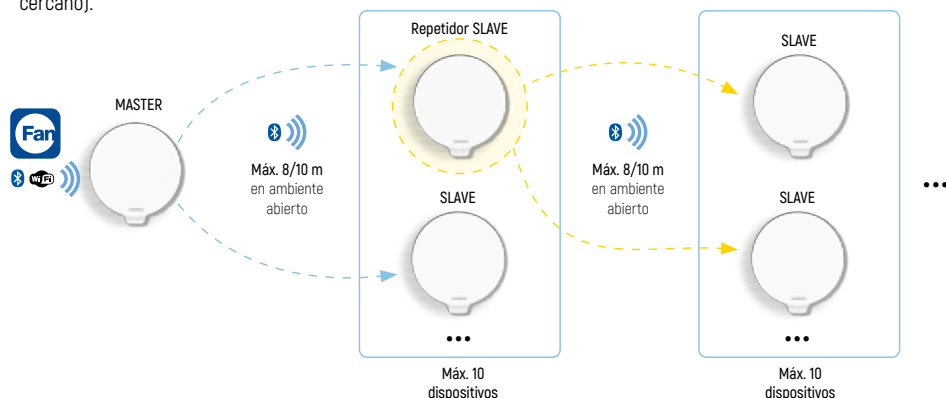 cercano).
Repetidor SLAVE
SLAVE
MASTER
Fan
WiFi
Máx. 8/10 m
en ambiente
abierto
Máx. 8/10 m
en ambiente
abierto
SLAVE
SLAVE
•••
•••
•••
Máx. 10
dispositivos
Máx. 10
dispositivos